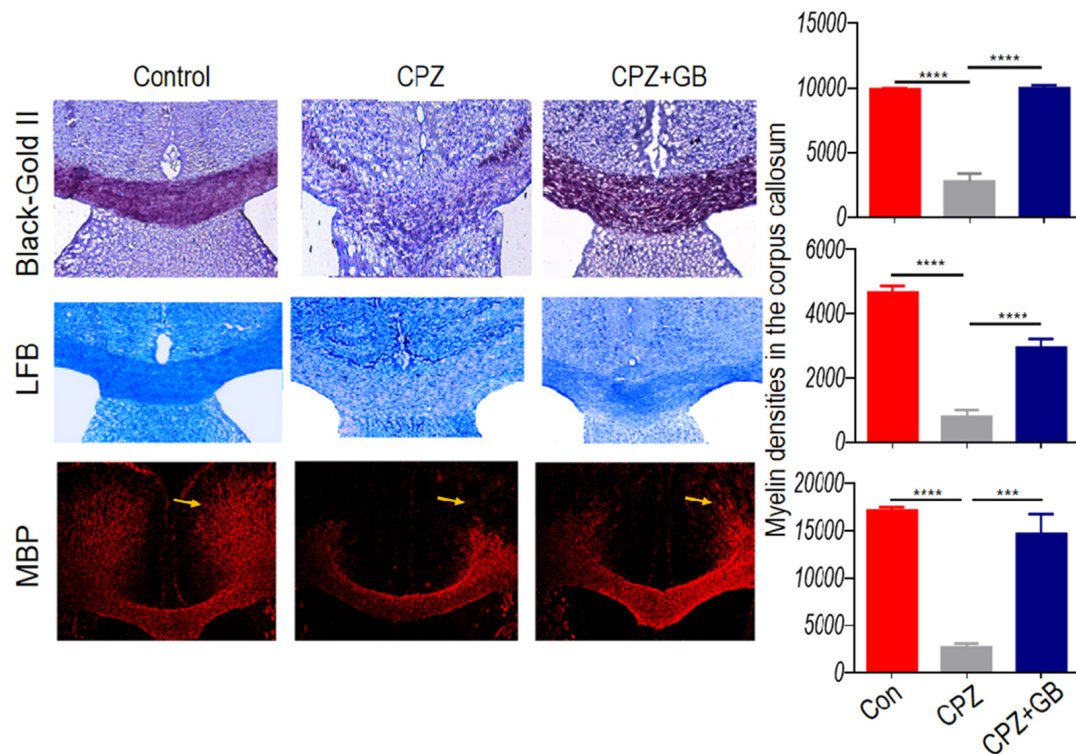 Control
CPZ
CPZ+GB
Black-Gold II
LFB
MBP
Myelin densities in the corpus callosum
15000
10000
5000
0
****
****
6000
4000
2000
0
****
****
20000
15000
10000
5000
0
****
***
Con
CPZ
CPZ+GB